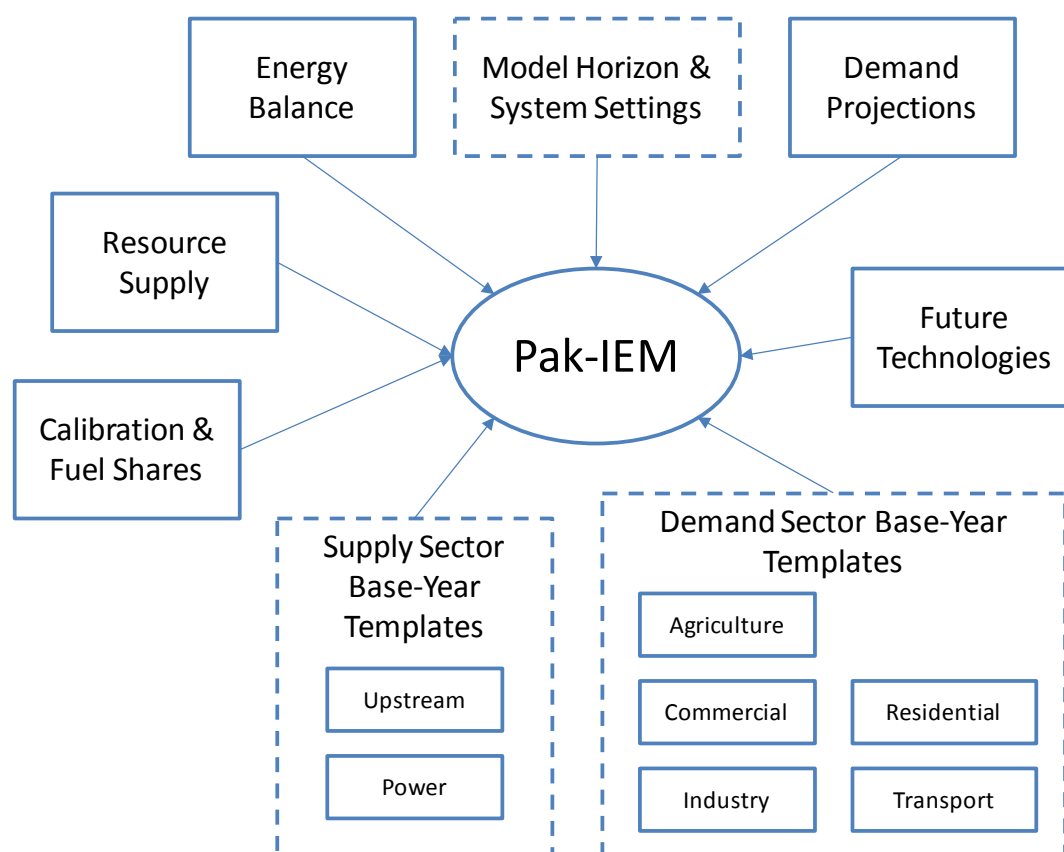 Energy
Balance
Model Horizon &
System Settings
Demand
Projections
Resource
Supply
Future
Technologies
Pak-IEM
Calibration &
Fuel Shares
Supply Sector
Base-Year
Templates
Upstream
Power
Demand Sector Base-Year
Templates
Agriculture
Commercial
Residential
Industry
Transport